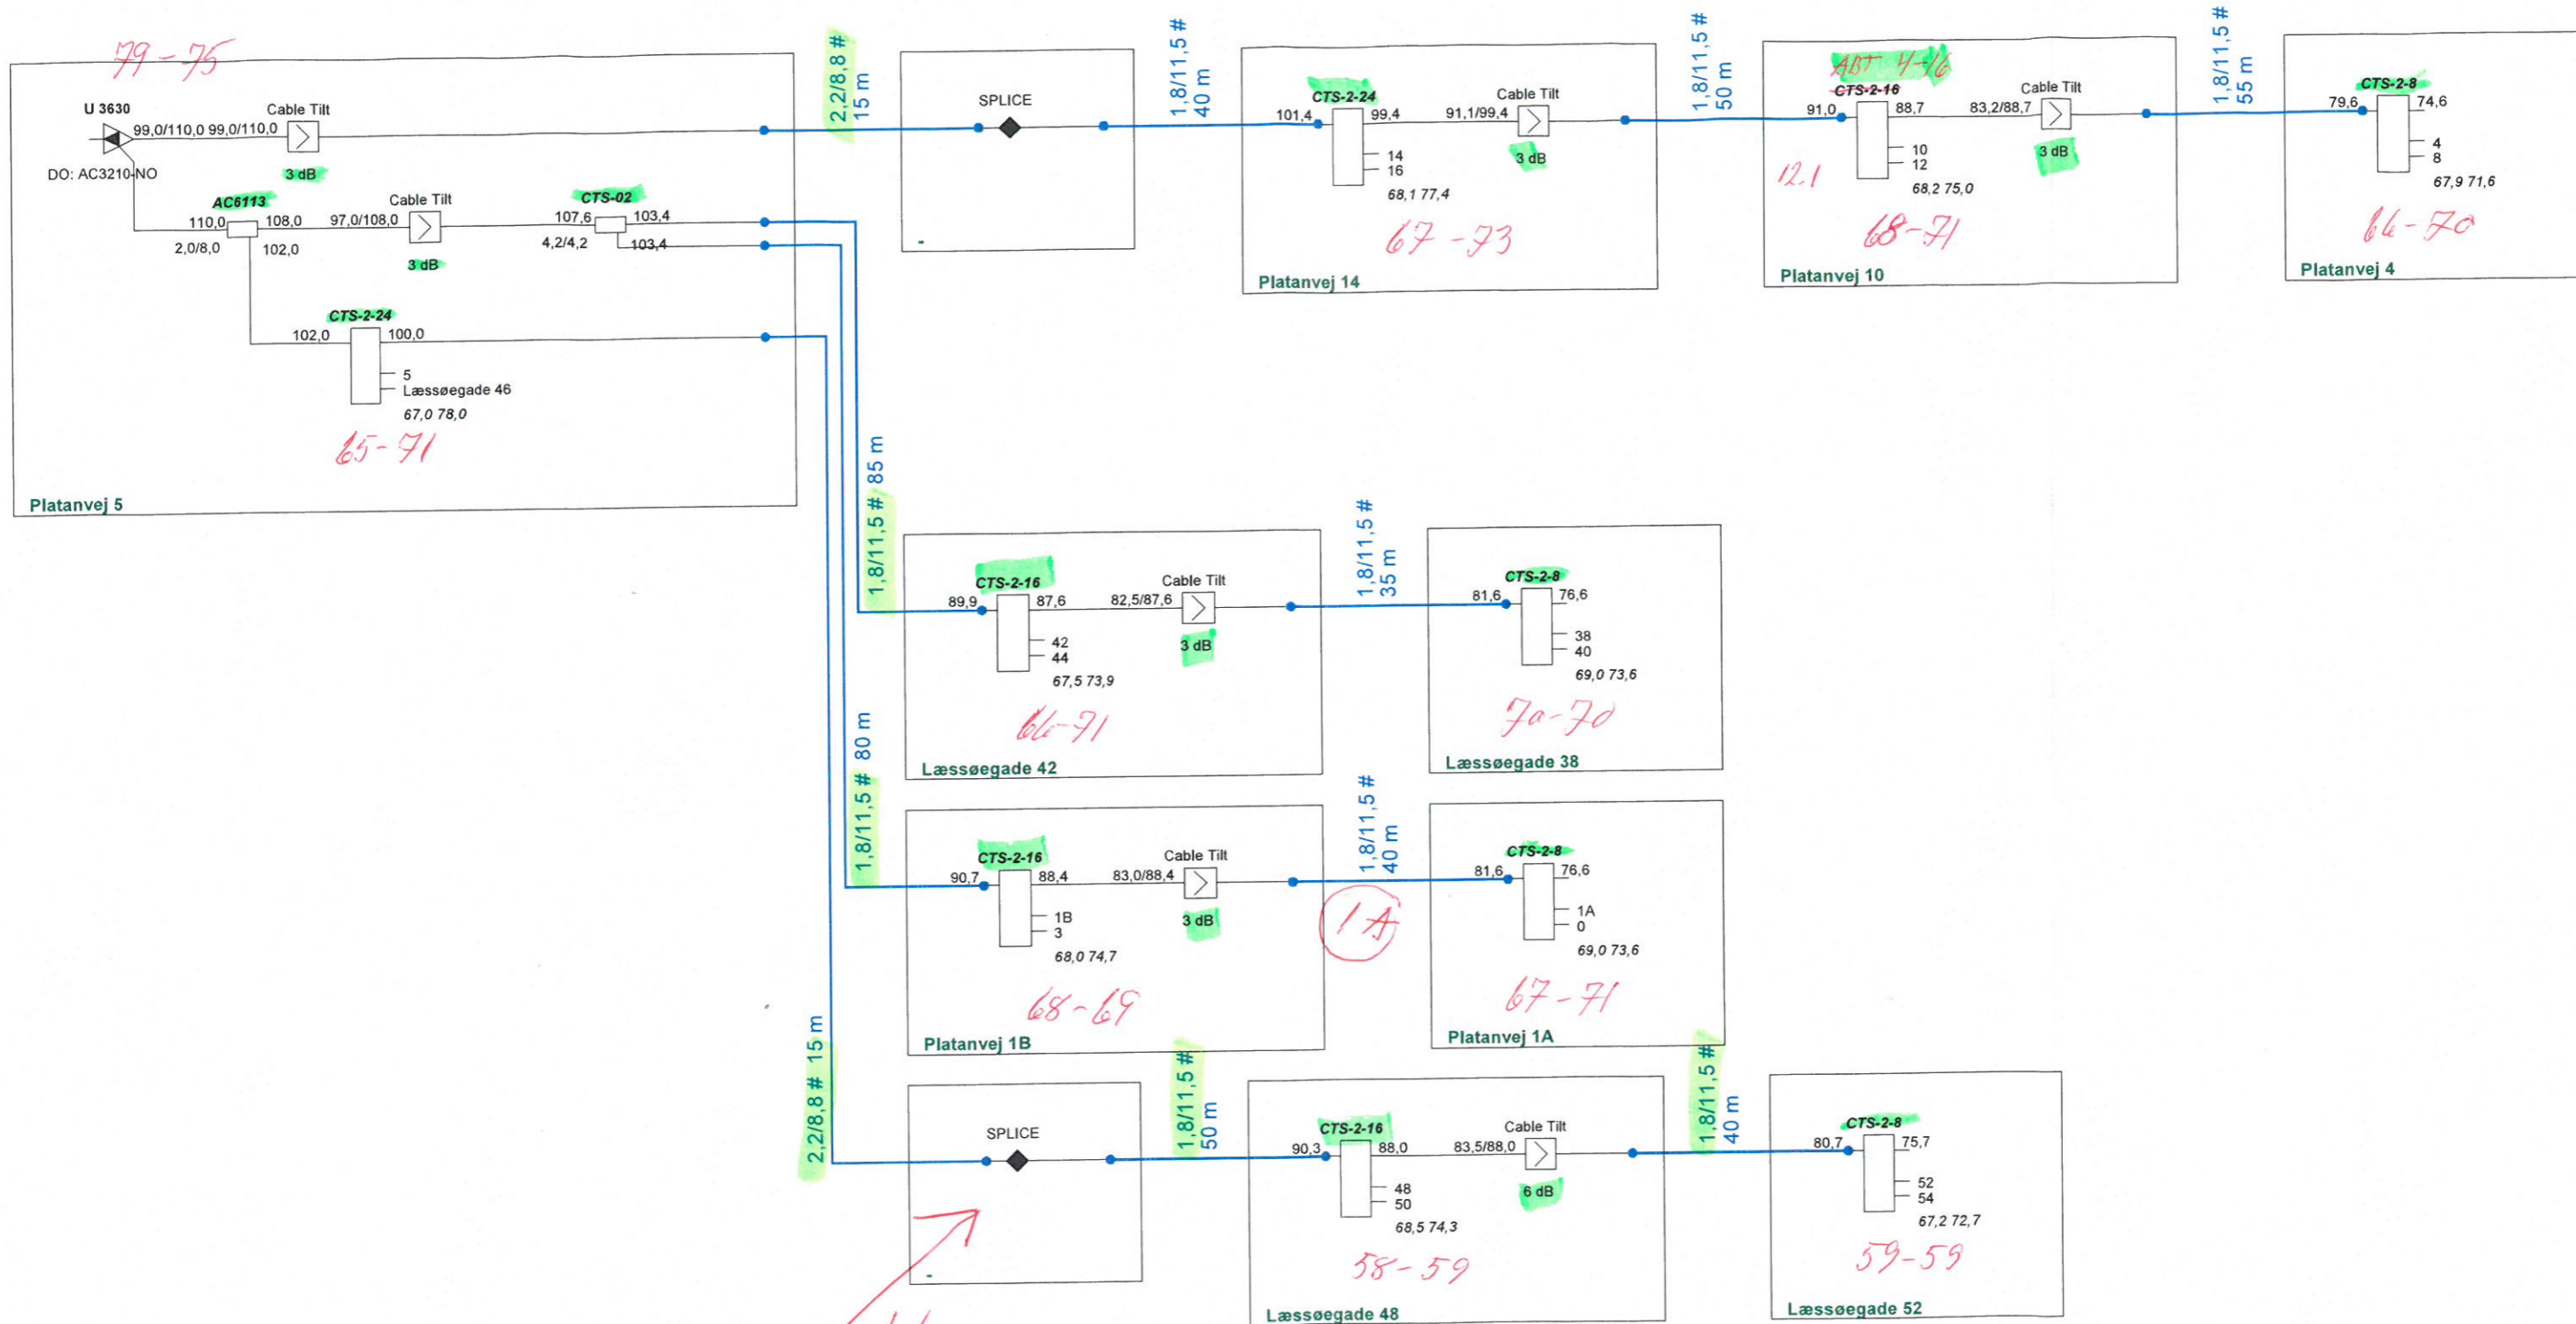 79-75
U 3630
99,0/110,0 99,0/110,0
Cable Tilt
3 dB
DO: AC3210-NO
AC6113
110,0
108,0
2,0/8,0
102,0
97,0/108,0
Cable Tilt
3 dB
CTS-02
107,6
103,4
4,2/4,2
103,4
CTS-2-24
102,0
100,0
5
Læssøegade 46
67,0 78,0
65-71
Platanvej 5
2,2/8,8 #
15 m
SPLICE
-
1,8/11,5 #
40 m
CTS-2-24
101,4
99,4
91,1/99,4
Cable Tilt
3 dB
14
16
68,1 77,4
67-73
Platanvej 14
1,8/11,5 #
50 m
ABT 4-16
CTS-2-16
91,0
88,7
83,2/88,7
Cable Tilt
3 dB
10
12
12.1
68,2 75,0
68-71
Platanvej 10
1,8/11,5 #
55 m
CTS-2-8
79,6
74,6
4
8
67,9 71,6
66-70
Platanvej 4
1,8/11,5 # 85 m
CTS-2-16
89,9
87,6
82,5/87,6
Cable Tilt
3 dB
42
44
67,5 73,9
66-71
Læssøegade 42
1,8/11,5 #
35 m
CTS-2-8
81,6
76,6
38
40
69,0 73,6
70-70
Læssøegade 38
1,8/11,5 # 80 m
CTS-2-16
90,7
88,4
83,0/88,4
Cable Tilt
3 dB
1B
3
68,0 74,7
68-69
Platanvej 1B
1,8/11,5 #
40 m
1A
CTS-2-8
81,6
76,6
1A
0
69,0 73,6
67-71
Platanvej 1A
2,2/8,8 # 15 m
SPLICE
-
1,8/11,5 #
50 m
CTS-2-16
90,3
88,0
83,5/88,0
Cable Tilt
6 dB
48
50
68,5 74,3
58-59
Læssøegade 48
1,8/11,5 #
40 m
CTS-2-8
80,7
75,7
52
54
67,2 72,7
59-59
Læssøegade 52